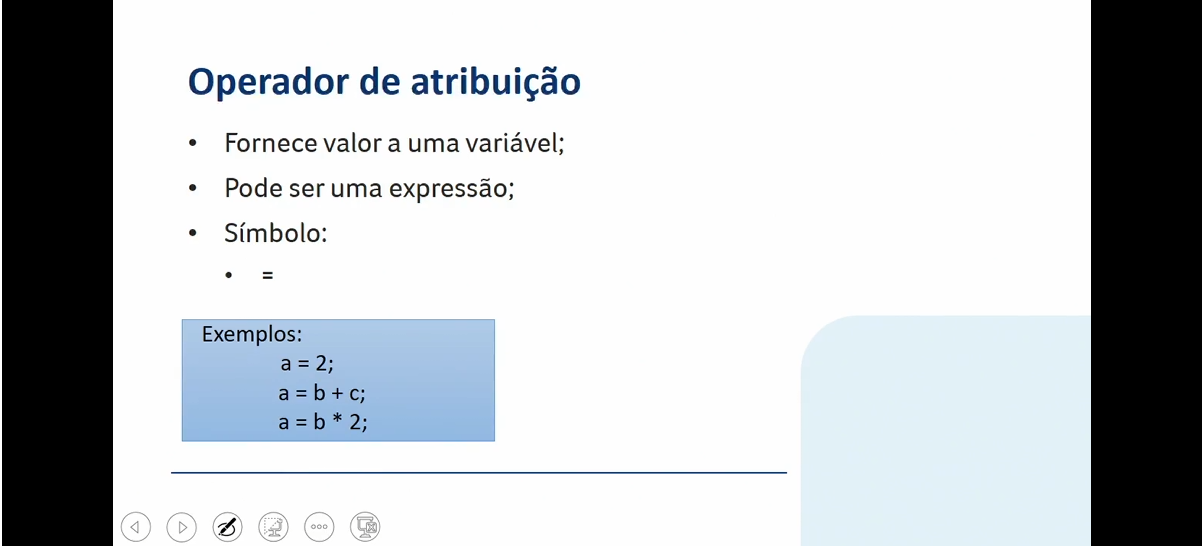 Operador de atribuição
• Fornece valor a uma variável;
• Pode ser uma expressão;
• Símbolo:
• =
Exemplos:
a = 2;
a = b + c;
a = b * 2;